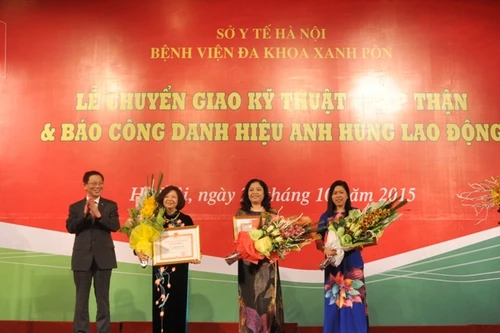 SỞ Y TẾ HÀ NỘI
BỆNH VIỆN ĐA KHOA XANH PÔN
LỄ CHUYỂN GIAO KỸ THUẬT THẬN
& BÁO CÔNG DANH HIỆU ANH HÙNG LAO ĐỘNG
ngày tháng 10 năm 2015